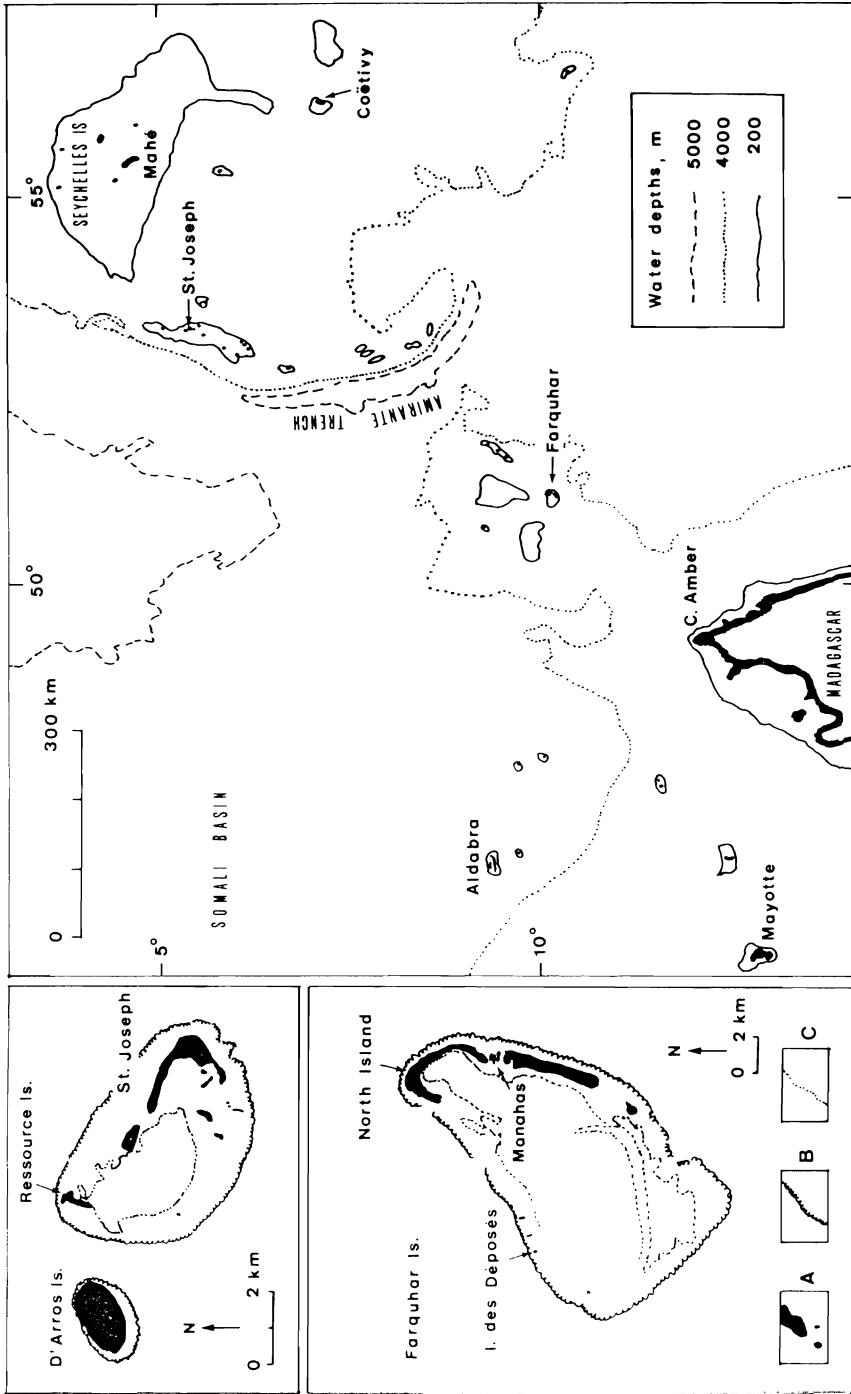 D'Arros Is.
Ressource Is.
St. Joseph
N
0 2 km
Farquhar Is.
North Island
I. des Déposés
Manahas
N
0 2 km
A
B
C
0 300 km
50°
55°
5°
10°
SOMALI BASIN
SEYCHELLES IS
Mahé
St. Joseph
AMIRANTE
TRENCH
Coëtivy
Aldabra
Farquhar
C. Amber
Mayotte
MADAGASCAR
Water depths, m
5000
4000
200